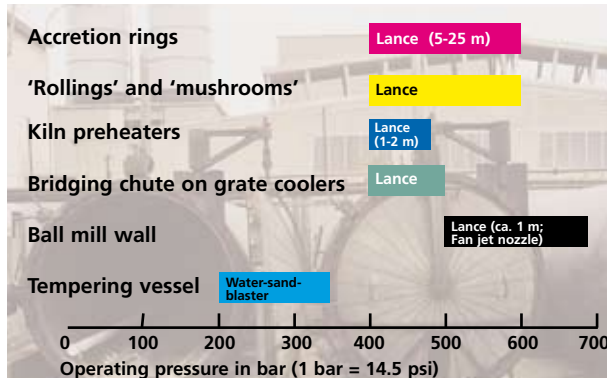 Accretion rings
Lance (5-25 m)
‘Rollings’ and ‘mushrooms’
Lance
Kiln preheaters
Lance
(1-2 m)
Bridging chute on grate coolers
Lance
Ball mill wall
Lance (ca. 1 m;
Fan jet nozzle)
Tempering vessel
Water-sand-
blaster
0 100 200 300 400 500 600 700
Operating pressure in bar (1 bar = 14.5 psi)